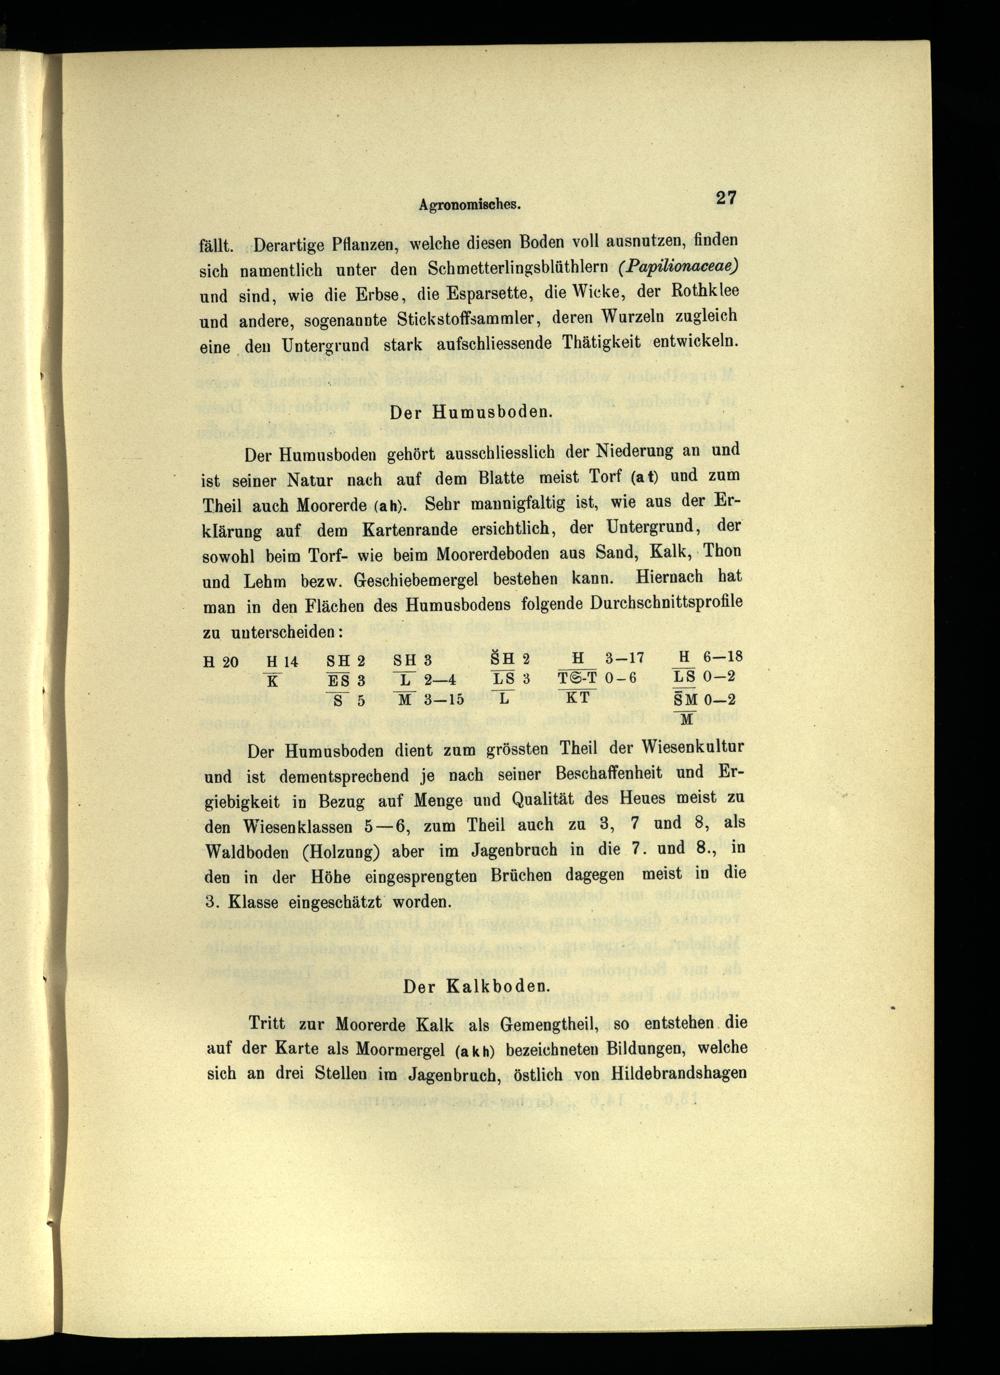 Agronomisches. 27
fällt. Derartige Pflanzen, welche diesen Boden voll ausnutzen, finden
sich namentlich unter den Schmetterlingsblüthlern (Papilionaceae)
und sind, wie die Erbse, die Esparsette, die Wicke, der Rothklee
und andere, sogenannte Stickstoffsammler, deren Wurzeln zugleich
eine den Untergrund stark aufschliessende Thätigkeit entwickeln.
Der Humusboden.
Der Humusboden gehört ausschliesslich der Niederung an und
ist seiner Natur nach auf dem Blatte meist Torf (at) und zum
Theil auch Moorerde (ah). Sehr mannigfaltig ist, wie aus der Er-
klärung auf dem Kartenrande ersichtlich, der Untergrund, der
sowohl beim Torf- wie beim Moorerdeboden aus Sand, Kalk, Thon
und Lehm bezw. Geschiebemergel bestehen kann. Hiernach hat
man in den Flächen des Humusbodens folgende Durchschnittsprofile
zu unterscheiden:
H 20 H 14 SH 2 SH 3 S̆H 2 H 3—17 H 6—18
K ES 3 L 2—4 LS 3 TS-T 0-6 LS 0—2
S 5 M 3—15 L KT S̆M 0—2
M
Der Humusboden dient zum grössten Theil der Wiesenkultur
und ist dementsprechend je nach seiner Beschaffenheit und Er-
giebigkeit in Bezug auf Menge und Qualität des Heues meist zu
den Wiesenklassen 5—6, zum Theil auch zu 3, 7 und 8, als
Waldboden (Holzung) aber im Jagenbruch in die 7. und 8., in
den in der Höhe eingesprengten Brüchen dagegen meist in die
3. Klasse eingeschätzt worden.
Der Kalkboden.
Tritt zur Moorerde Kalk als Gemengtheil, so entstehen die
auf der Karte als Moormergel (akh) bezeichneten Bildungen, welche
sich an drei Stellen im Jagenbruch, östlich von Hildebrandshagen